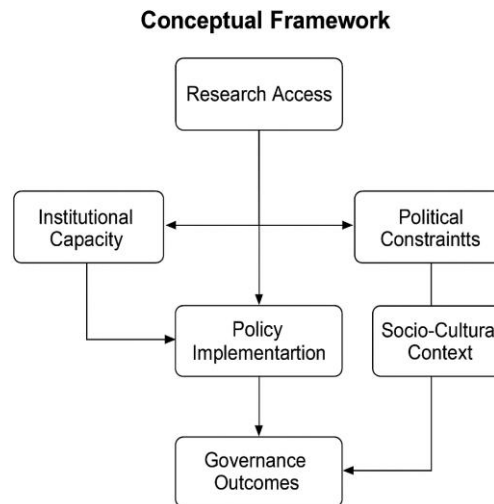 Conceptual Framework
Research Access
Institutional
Capacity
Political
Constraintts
Policy
Implementartion
Socio-Cultura
Context
Governance
Outcomes